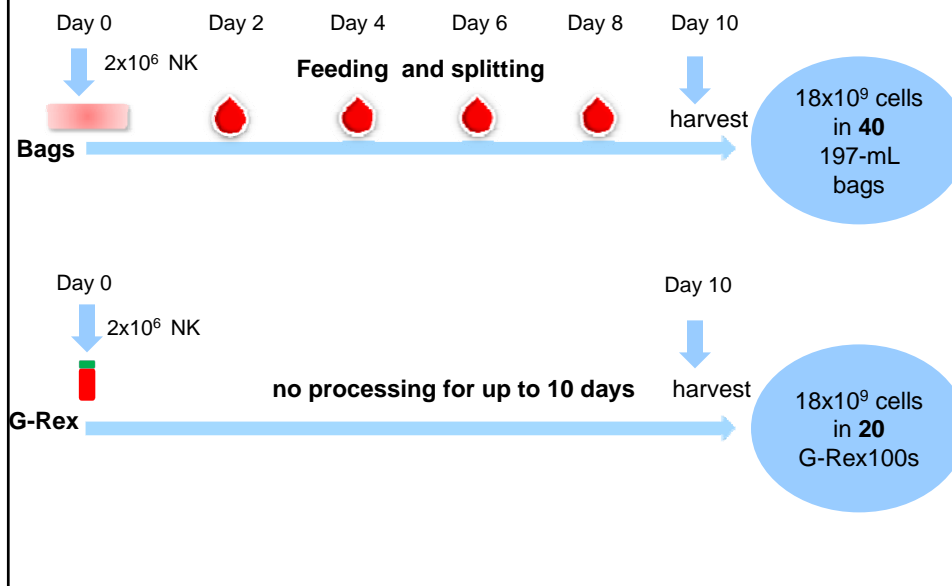 Day 0 Day 2 Day 4 Day 6 Day 8 Day 10
2x10⁶ NK
Feeding and splitting
harvest
Bags
18x10⁹ cells
in 40
197-mL
bags
Day 0 Day 10
2x10⁶ NK
no processing for up to 10 days harvest
G-Rex
18x10⁹ cells
in 20
G-Rex100s